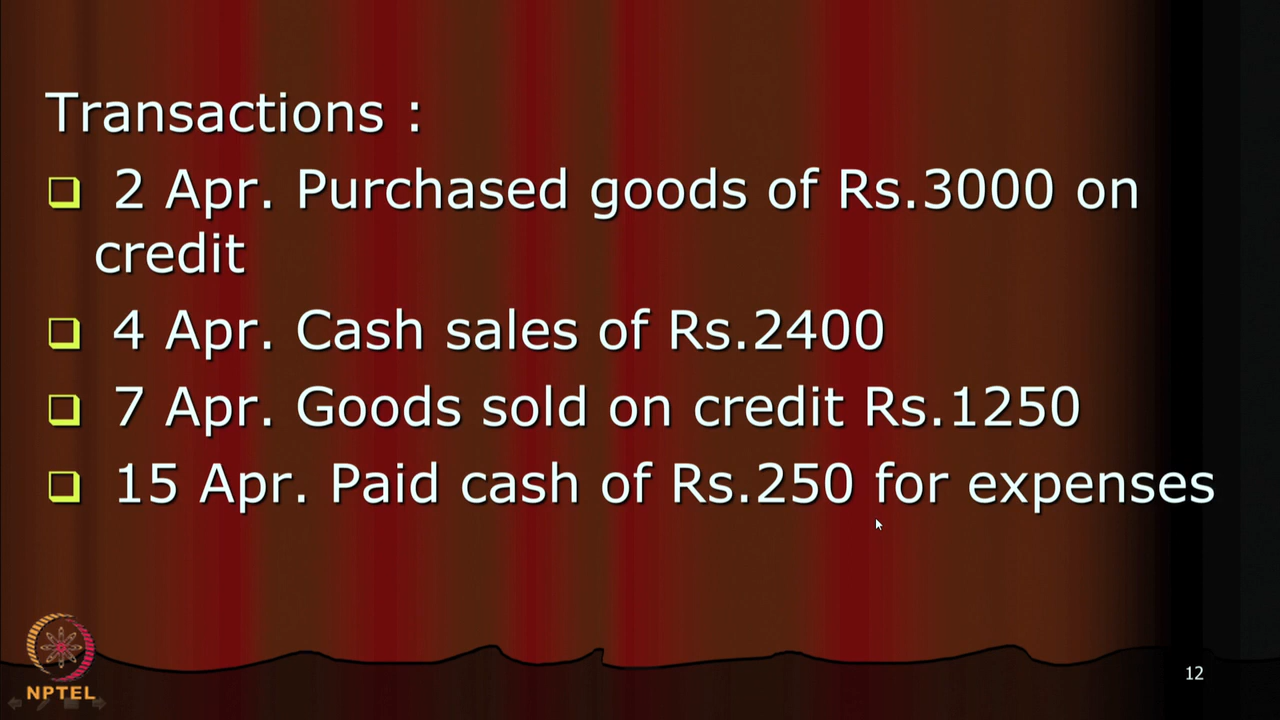 Transactions :
2 Apr. Purchased goods of Rs.3000 on
credit
4 Apr. Cash sales of Rs.2400
7 Apr. Goods sold on credit Rs.1250
15 Apr. Paid cash of Rs.250 for expenses
NPTEL
12